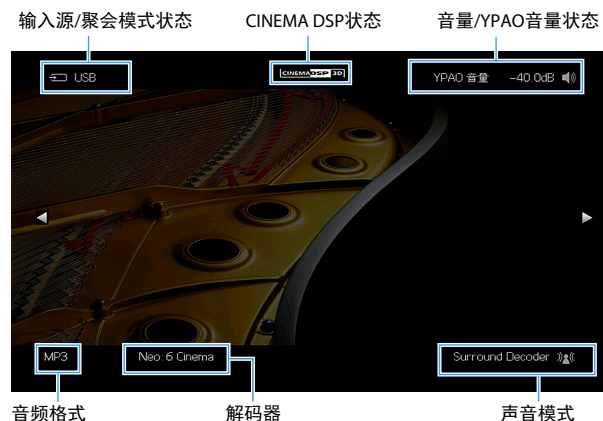 输入源/聚会模式状态 CINEMA DSP状态 音量/YPAO音量状态
USB CINEMA DSP 3D YPAO 音量 -40.0dB
MP3 Neo:6 Cinema Surround Decoder
音频格式 解码器 声音模式